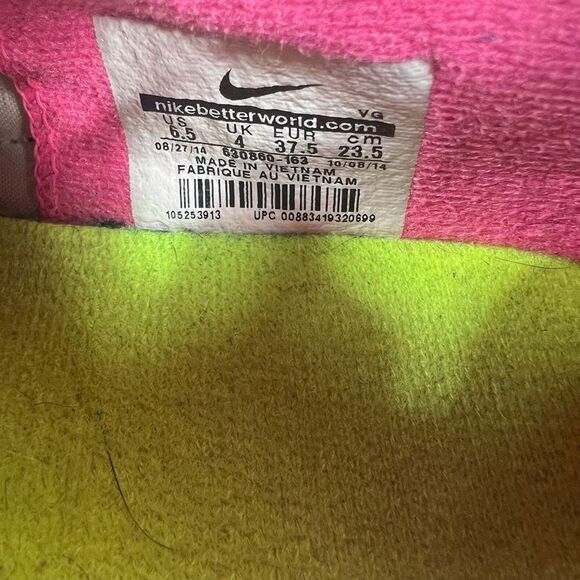 nikebetterworld.com VG
US UK EUR cm
6.5 4 37.5 23.5
08/27/14 630860-163 10/08/14
MADE IN VIETNAM
FABRIQUE AU VIETNAM
105253913 UPC 00883419320699